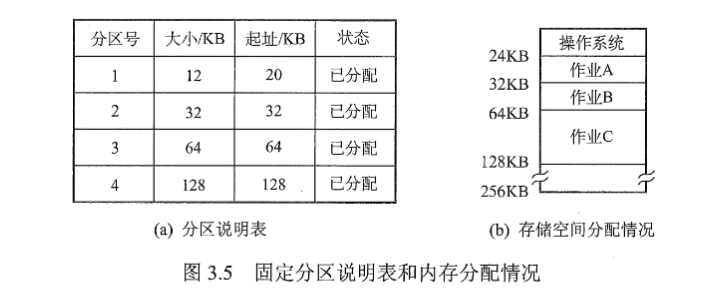 分区号 大小/KB 起址/KB 状态
1 12 20 已分配
2 32 32 已分配
3 64 64 已分配
4 128 128 已分配
(a) 分区说明表
操作系统
24KB
作业A
32KB
作业B
64KB
作业C
128KB
256KB
(b) 存储空间分配情况
图 3.5 固定分区说明表和内存分配情况